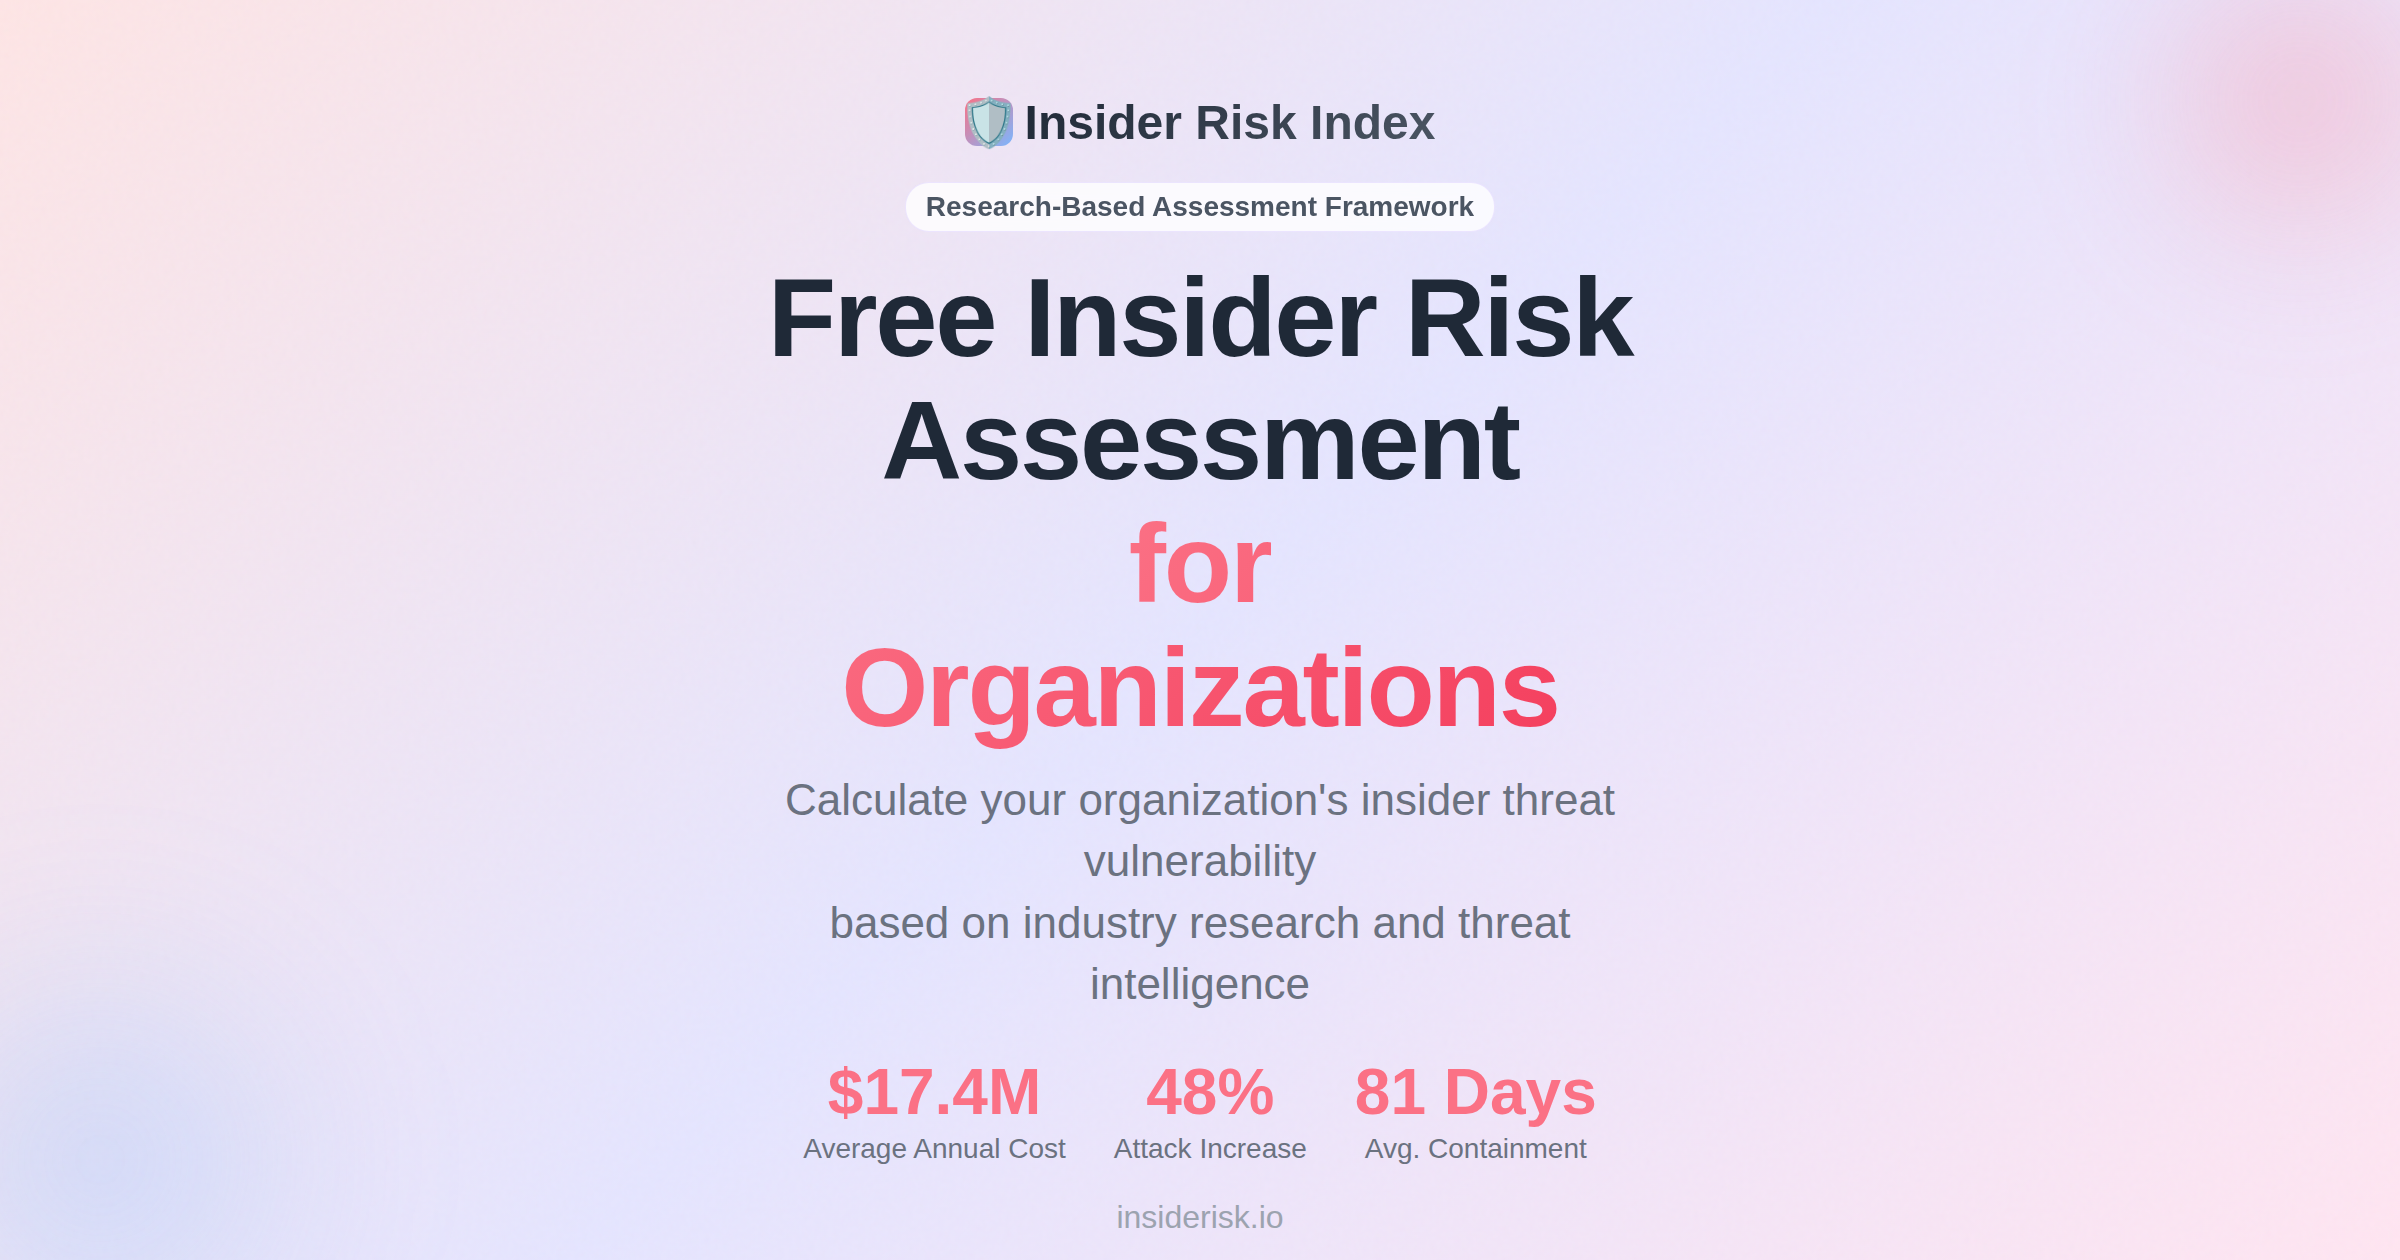 Insider Risk Index
Research-Based Assessment Framework
Free Insider Risk
Assessment
for
Organizations
Calculate your organization's insider threat
vulnerability
based on industry research and threat
intelligence
$17.4M 48% 81 Days
Average Annual Cost Attack Increase Avg. Containment
insiderisk.io